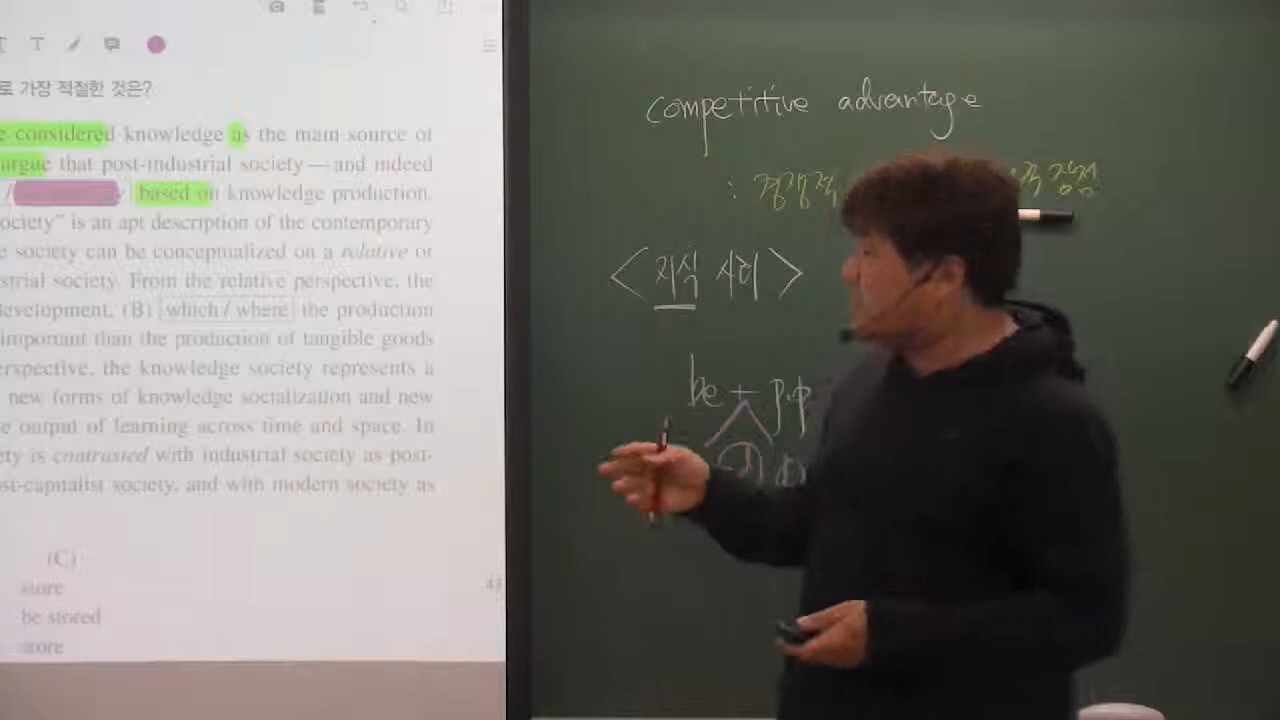 로 가장 적절한 것은?
considered knowledge as the main source of
argue that post-industrial society — and indeed
based on knowledge production.
ociety" is an apt description of the contemporary
e society can be conceptualized on a relative or
strial society. From the relative perspective, the
evelopment, (B) which / where the production
important than the production of tangible goods
erspective, the knowledge society represents a
new forms of knowledge socialization and new
e output of learning across time and space. In
ety is contrasted with industrial society as post-
st-capitalist society, and with modern society as
(C)
store
be stored
store
43
competitive advantage
: 경쟁적
<지식 사회>
be + p.p